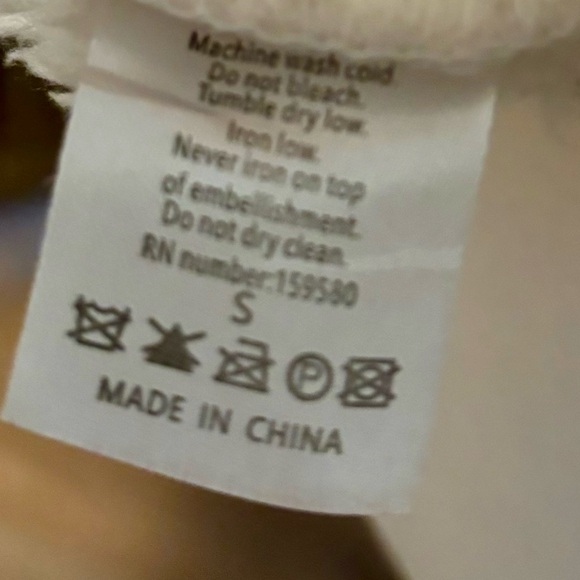 Machine wash cold.
Do not bleach.
Tumble dry low.
Iron low.
Never iron on top
of embellishment.
Do not dry clean.
RN number:159580
S
P
MADE IN CHINA